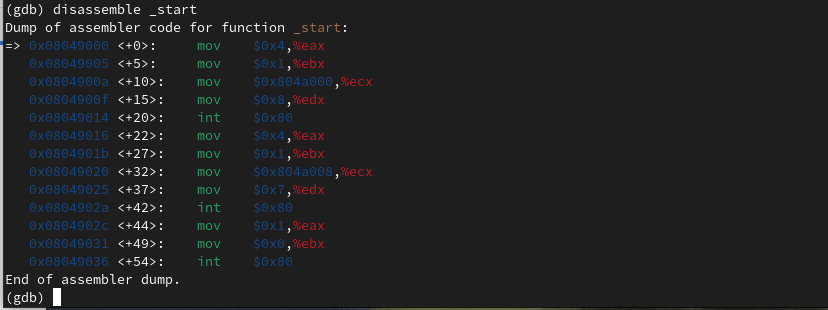 (gdb) disassemble _start
Dump of assembler code for function _start:
=> 0x08049000 <+0>:     mov    $0x4,%eax
   0x08049005 <+5>:     mov    $0x1,%ebx
   0x0804900a <+10>:    mov    $0x804a000,%ecx
   0x0804900f <+15>:    mov    $0x8,%edx
   0x08049014 <+20>:    int    $0x80
   0x08049016 <+22>:    mov    $0x4,%eax
   0x0804901b <+27>:    mov    $0x1,%ebx
   0x08049020 <+32>:    mov    $0x804a008,%ecx
   0x08049025 <+37>:    mov    $0x7,%edx
   0x0804902a <+42>:    int    $0x80
   0x0804902c <+44>:    mov    $0x1,%eax
   0x08049031 <+49>:    mov    $0x0,%ebx
   0x08049036 <+54>:    int    $0x80
End of assembler dump.
(gdb)